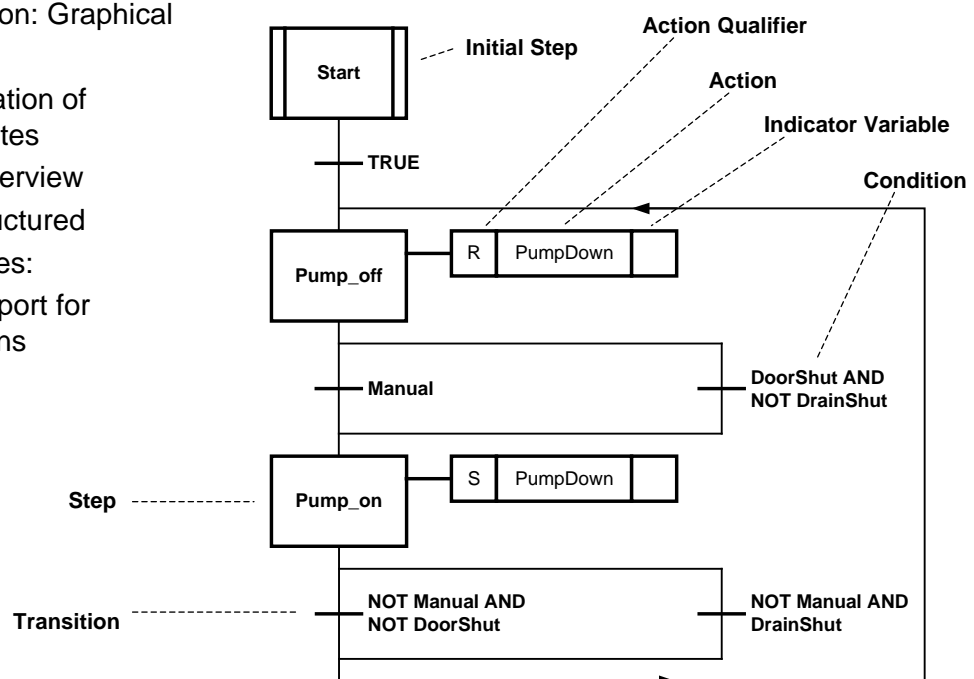 on: Graphical
ation of
tes
erview
uctured
es:
port for
ns
Action Qualifier
Initial Step
Start
Action
Indicator Variable
TRUE
Condition
R PumpDown
Pump_off
Manual
DoorShut AND
NOT DrainShut
S PumpDown
Step
Pump_on
NOT Manual AND
NOT DoorShut
NOT Manual AND
DrainShut
Transition